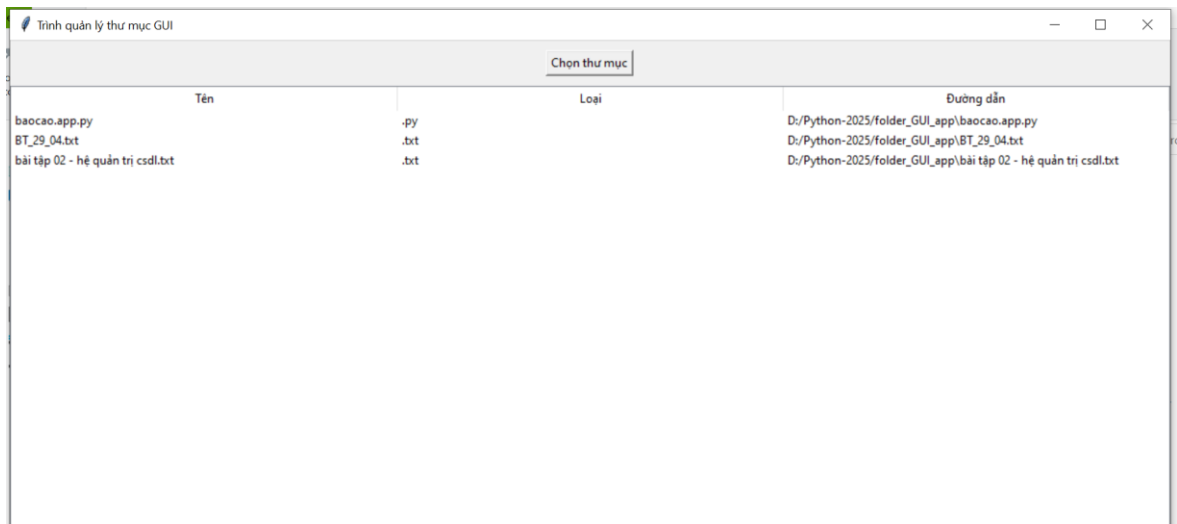 Trình quản lý thư mục GUI
Chọn thư mục
Tên Loại Đường dẫn
baocao.app.py .py D:/Python-2025/folder_GUI_app\baocao.app.py
BT_29_04.txt .txt D:/Python-2025/folder_GUI_app\BT_29_04.txt
bài tập 02 - hệ quản trị csdl.txt .txt D:/Python-2025/folder_GUI_app\bài tập 02 - hệ quản trị csdl.txt